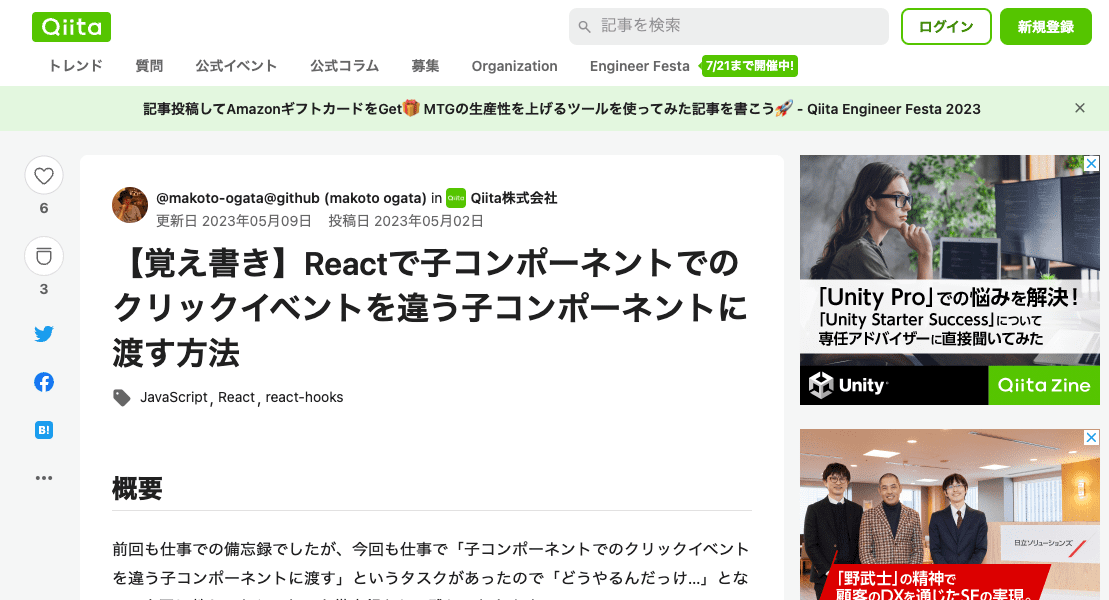 Qiita
記事を検索
ログイン
新規登録
トレンド 質問 公式イベント 公式コラム 募集 Organization Engineer Festa 7/21まで開催中!
記事投稿してAmazonギフトカードをGet🎁 MTGの生産性を上げるツールを使ってみた記事を書こう🚀 - Qiita Engineer Festa 2023
6
3
B!
@makoto-ogata@github (makoto ogata) in Qiita Qiita株式会社
更新日 2023年05月09日 投稿日 2023年05月02日
【覚え書き】Reactで子コンポーネントでの
クリックイベントを違う子コンポーネントに
渡す方法
JavaScript, React, react-hooks
概要
前回も仕事での備忘録でしたが、今回も仕事で「子コンポーネントでのクリックイベント
を違う子コンポーネントに渡す」というタスクがあったので「どうやるんだっけ...」とな
「Unity Pro」での悩みを解決!
「Unity Starter Success」について
専任アドバイザーに直接聞いてみた
Unity
Qiita Zine
日立ソリューションズ
「野武士」の精神で
顧客のDXを通じたSEの実現。